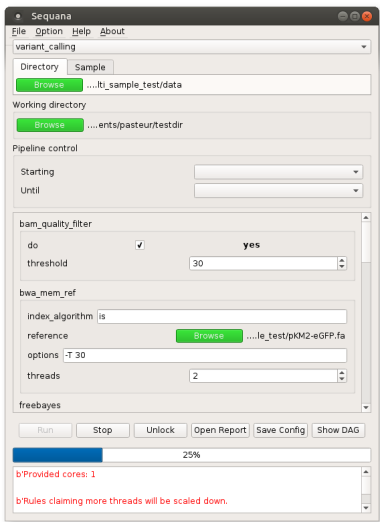 Sequana
File Option Help About
variant_calling
Directory Sample
Browse ....lti_sample_test/data
Working directory
Browse ....ents/pasteur/testdir
Pipeline control
Starting
Until
bam_quality_filter
do yes
threshold 30
bwa_mem_ref
index_algorithm is
reference Browse ....le_test/pKM2-eGFP.fa
options -T 30
threads 2
freebayes
Run Stop Unlock Open Report Save Config Show DAG
25%
b'Provided cores: 1
b'Rules claiming more threads will be scaled down.